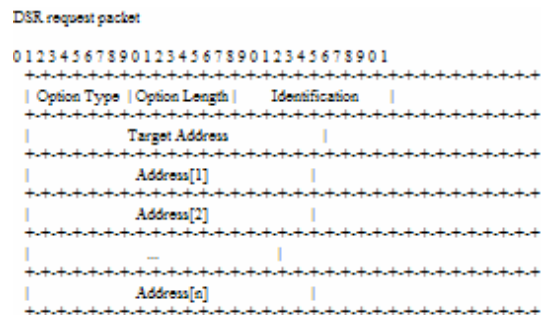 DSR request packet
0 1 2 3 4 5 6 7 8 9 0 1 2 3 4 5 6 7 8 9 0 1 2 3 4 5 6 7 8 9 0 1
+-+-+-+-+-+-+-+-+-+-+-+-+-+-+-+-+-+-+-+-+-+-+-+-+-+-+-+-+-+-+-+-+
| Option Type | Option Length | Identification |
+-+-+-+-+-+-+-+-+-+-+-+-+-+-+-+-+-+-+-+-+-+-+-+-+-+-+-+-+-+-+-+-+
| Target Address |
+-+-+-+-+-+-+-+-+-+-+-+-+-+-+-+-+-+-+-+-+-+-+-+-+-+-+-+-+-+-+-+-+
| Address[1] |
+-+-+-+-+-+-+-+-+-+-+-+-+-+-+-+-+-+-+-+-+-+-+-+-+-+-+-+-+-+-+-+-+
| Address[2] |
+-+-+-+-+-+-+-+-+-+-+-+-+-+-+-+-+-+-+-+-+-+-+-+-+-+-+-+-+-+-+-+-+
| ... |
+-+-+-+-+-+-+-+-+-+-+-+-+-+-+-+-+-+-+-+-+-+-+-+-+-+-+-+-+-+-+-+-+
| Address[n] |
+-+-+-+-+-+-+-+-+-+-+-+-+-+-+-+-+-+-+-+-+-+-+-+-+-+-+-+-+-+-+-+-+